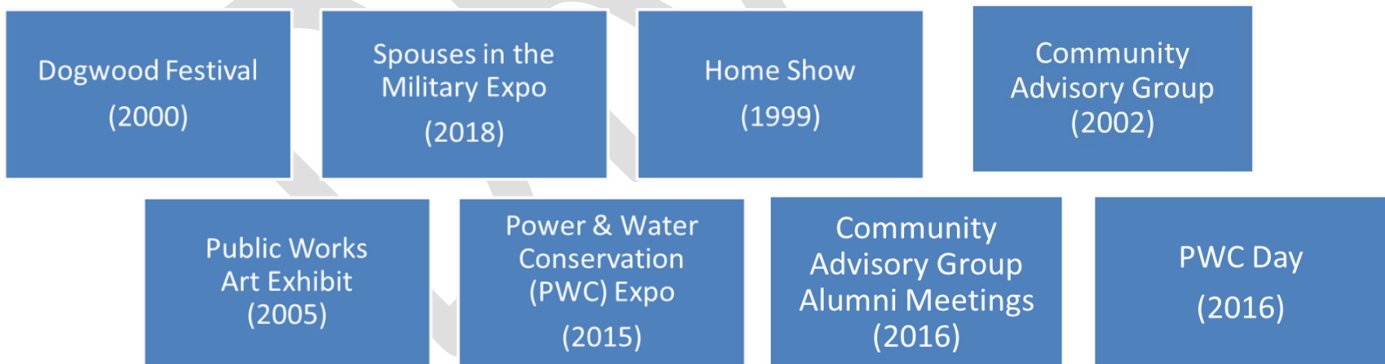 Dogwood Festival
(2000)
Spouses in the
Military Expo
(2018)
Home Show
(1999)
Community
Advisory Group
(2002)
Public Works
Art Exhibit
(2005)
Power & Water
Conservation
(PWC) Expo
(2015)
Community
Advisory Group
Alumni Meetings
(2016)
PWC Day
(2016)